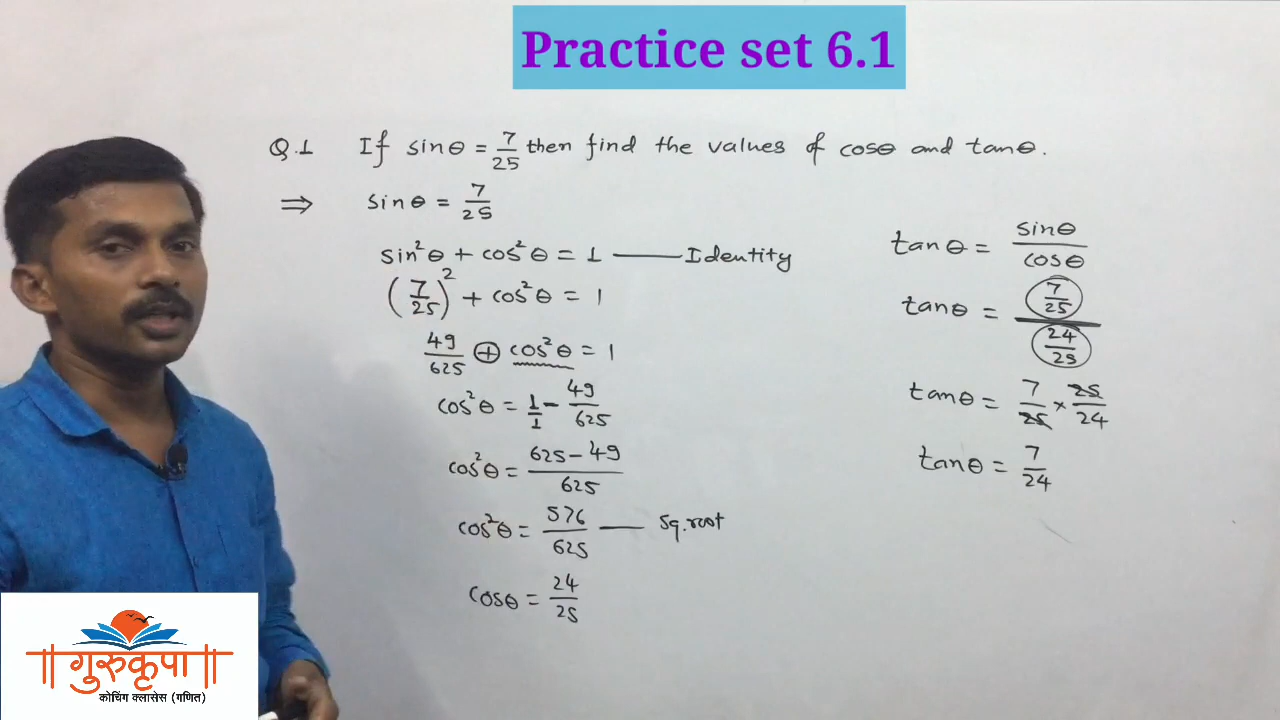 Practice set 6.1
Q.1 If sinθ = 7/25 then find the values of cosθ and tanθ.
⇒ sinθ = 7/25
sin²θ + cos²θ = 1 —— Identity
(7/25)² + cos²θ = 1
49/625 + cos²θ = 1
cos²θ = 1/1 - 49/625
cos²θ = 625-49/625
cos²θ = 576/625 —— Sq.root
cosθ = 24/25
tanθ = sinθ/cosθ
tanθ = (7/25)/(24/25)
tanθ = 7/25 × 25/24
tanθ = 7/24
||गुरुकृपा||
कोचिंग क्लासेस (गणित)